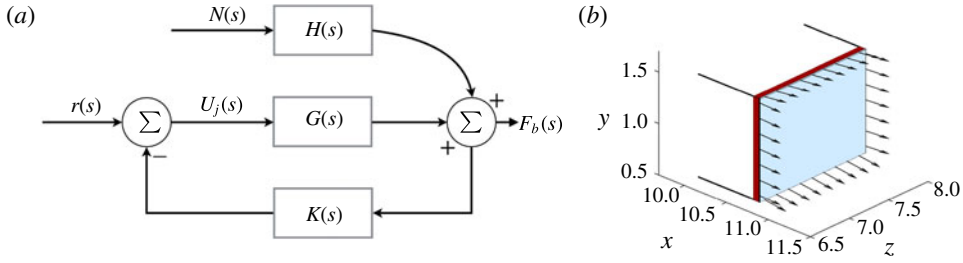 (a)
N(s)
H(s)
r(s)
Σ
U_j(s)
G(s)
+
+
Σ
F_b(s)
−
K(s)
(b)
1.5
1.0
0.5
y
10.0
10.5
11.0
11.5
x
6.5
7.0
7.5
8.0
z